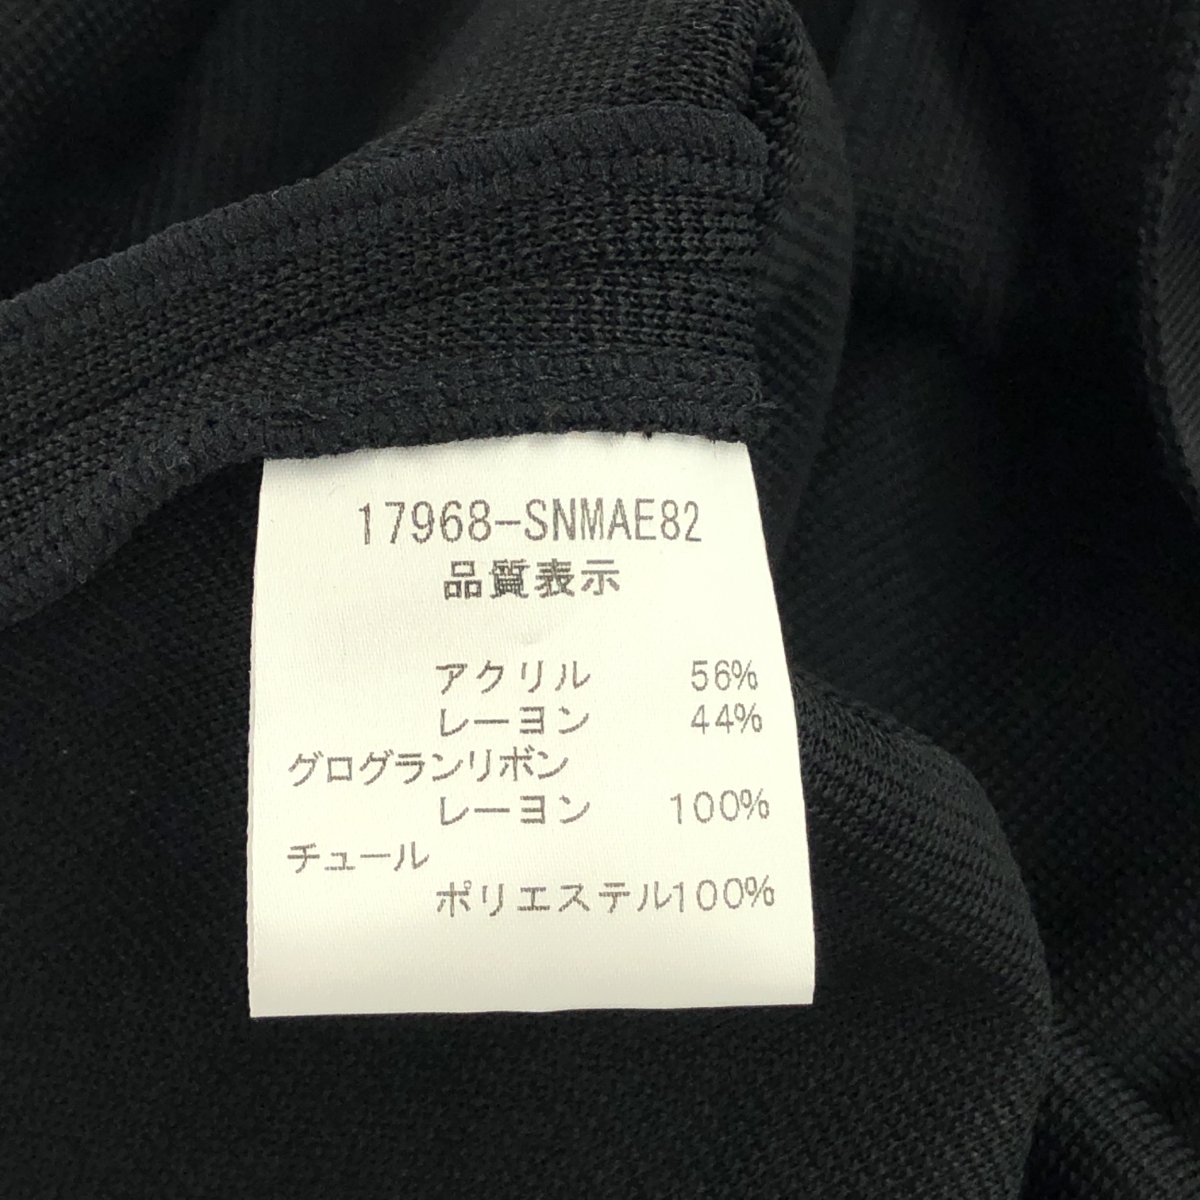 17968-SNMAE82
品質表示
アクリル 56%
レーヨン 44%
グログランリボン
レーヨン 100%
チュール
ポリエステル100%